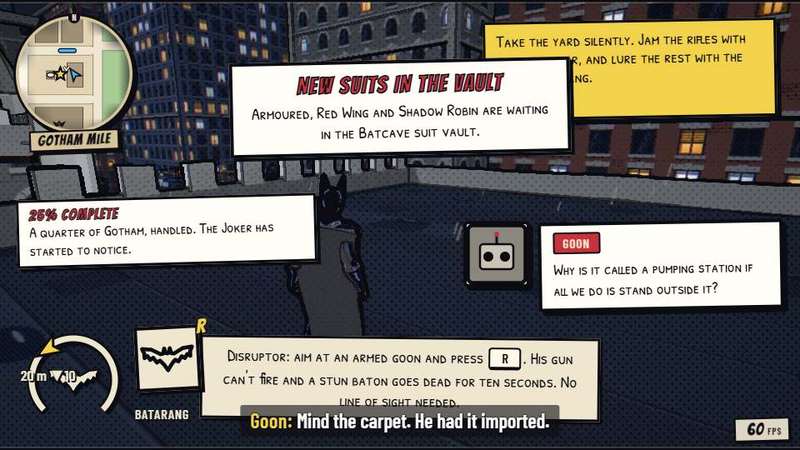 N
GOTHAM MILE
TAKE THE YARD SILENTLY. JAM THE RIFLES WITH
R, AND LURE THE REST WITH THE
NG.
NEW SUITS IN THE VAULT
ARMOURED, RED WING AND SHADOW ROBIN ARE WAITING
IN THE BATCAVE SUIT VAULT.
25% COMPLETE
A QUARTER OF GOTHAM, HANDLED. THE JOKER HAS
STARTED TO NOTICE.
GOON
WHY IS IT CALLED A PUMPING STATION IF
ALL WE DO IS STAND OUTSIDE IT?
20 m
10
R
BATARANG
DISRUPTOR: AIM AT AN ARMED GOON AND PRESS R. HIS GUN
CAN'T FIRE AND A STUN BATON GOES DEAD FOR TEN SECONDS. NO
LINE OF SIGHT NEEDED.
Goon: Mind the carpet. He had it imported.
60 FPS